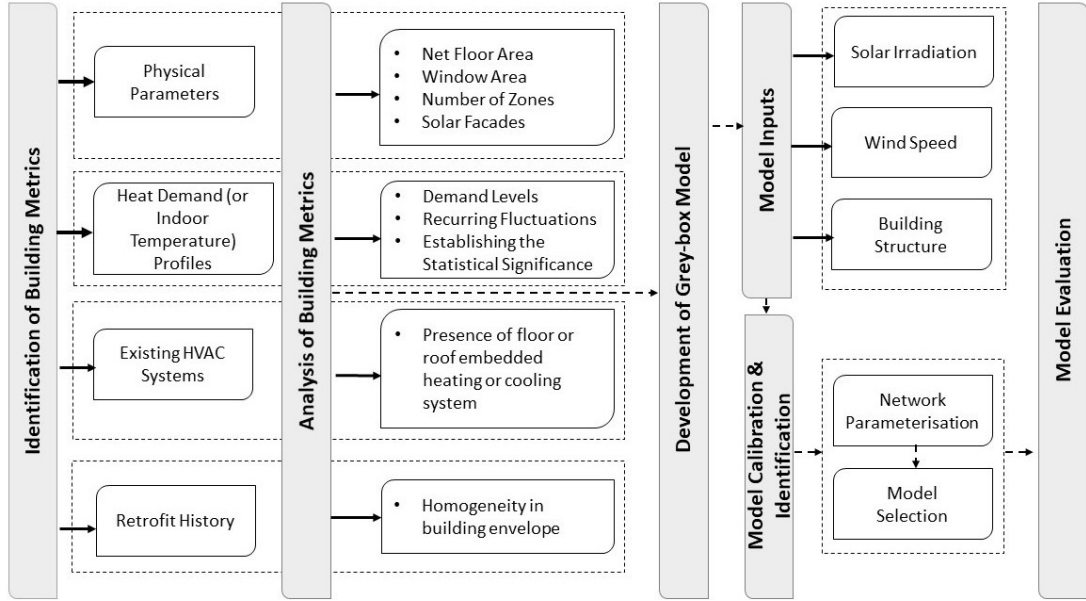 Identification of Building Metrics
Physical
Parameters
Heat Demand (or
Indoor
Temperature)
Profiles
Existing HVAC
Systems
Retrofit History
Analysis of Building Metrics
• Net Floor Area
• Window Area
• Number of Zones
• Solar Facades
• Demand Levels
• Recurring Fluctuations
• Establishing the
Statistical Significance
• Presence of floor or
roof embedded
heating or cooling
system
• Homogeneity in
building envelope
Development of Grey-box Model
Model Inputs
Solar Irradiation
Wind Speed
Building
Structure
Model Calibration &
Identification
Network
Parameterisation
Model
Selection
Model Evaluation